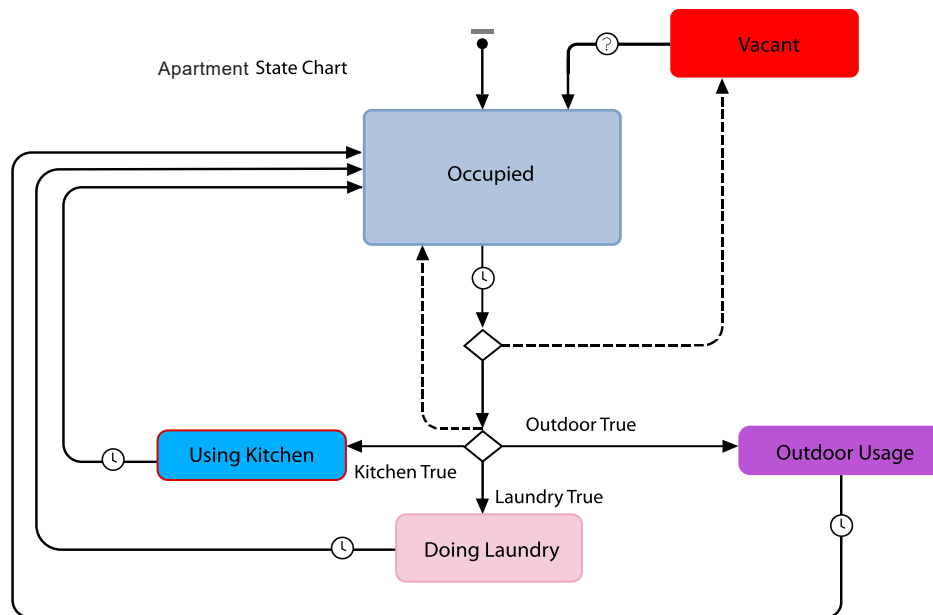 Vacant
?
Apartment State Chart
Occupied
Outdoor True
Using Kitchen
Outdoor Usage
Kitchen True
Laundry True
Doing Laundry